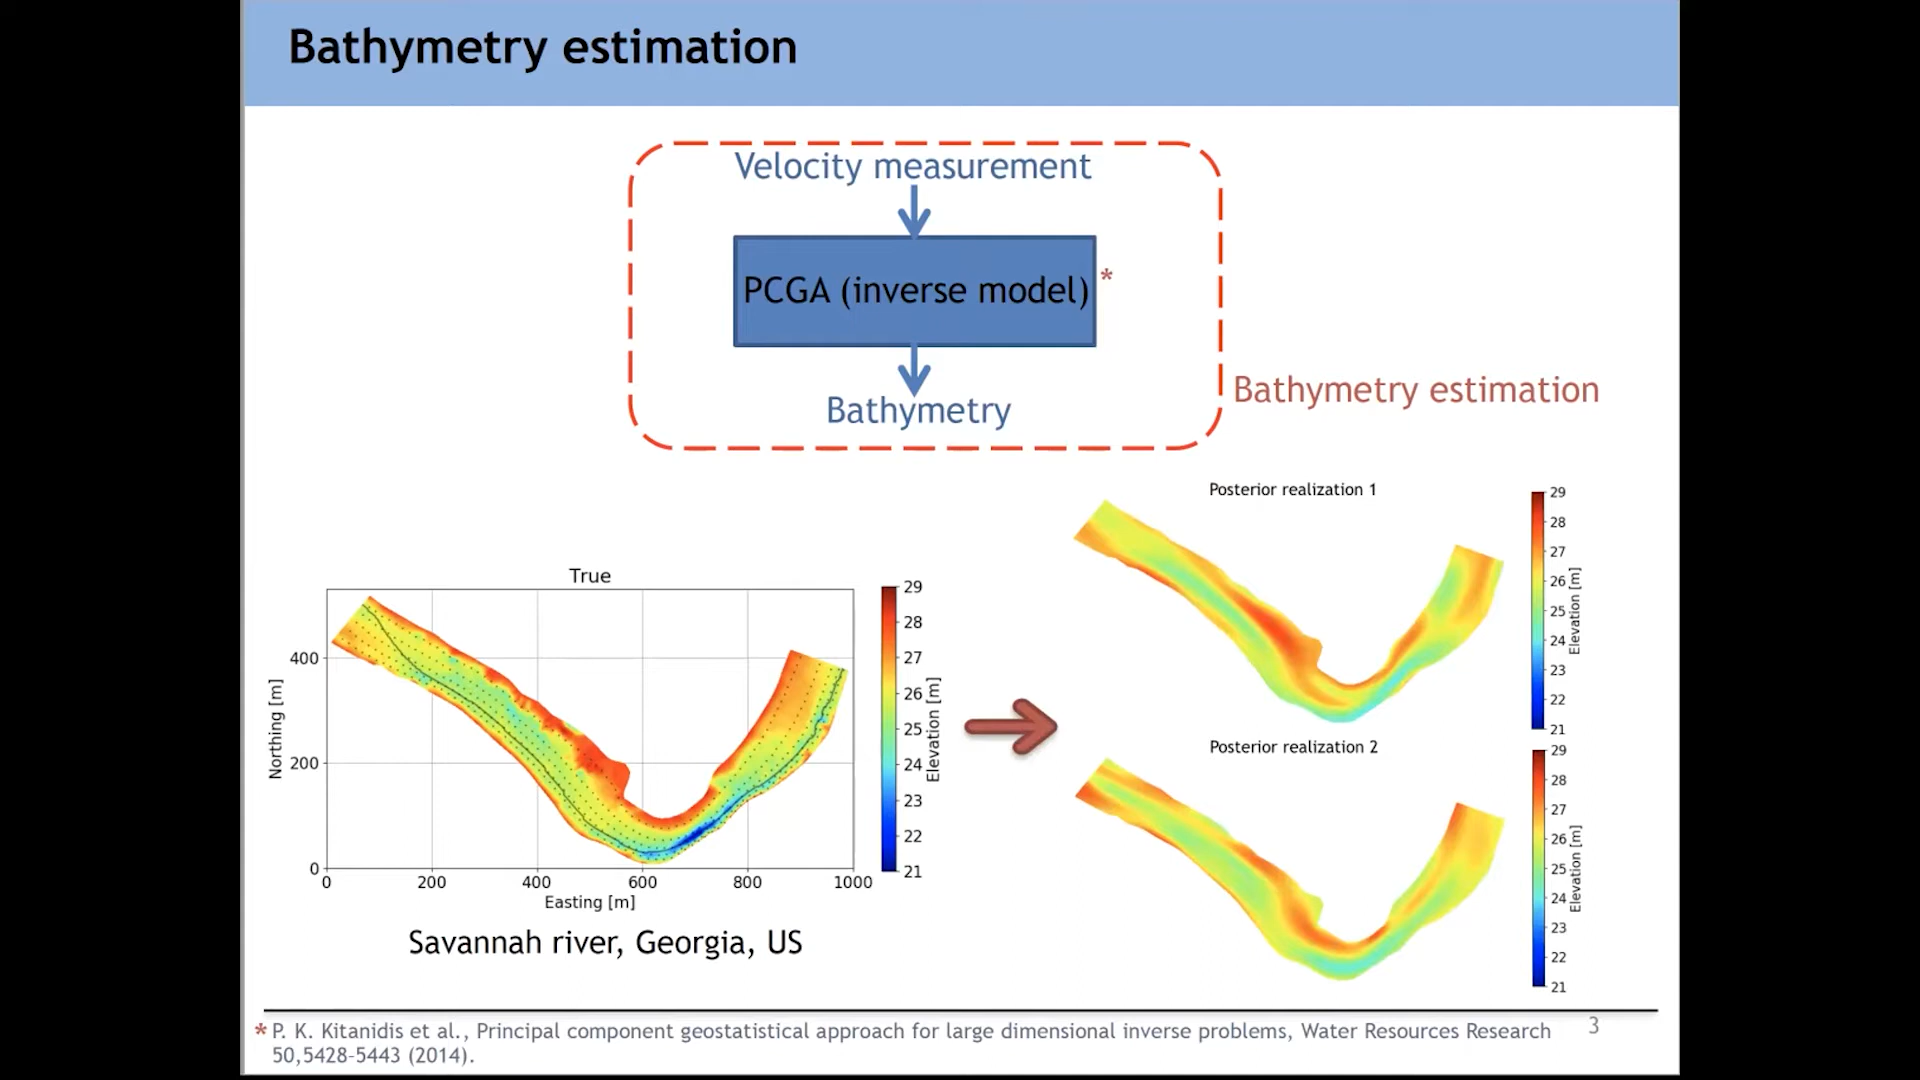 Bathymetry estimation
Velocity measurement
PCGA (inverse model) *
Bathymetry
Bathymetry estimation
True
400
200
0
Northing [m]
0 200 400 600 800 1000
Easting [m]
29
28
27
26
25
24
23
22
21
Elevation [m]
Savannah river, Georgia, US
Posterior realization 1
29
28
27
26
25
24
23
22
21
Elevation [m]
Posterior realization 2
29
28
27
26
25
24
23
22
21
Elevation [m]
* P. K. Kitanidis et al., Principal component geostatistical approach for large dimensional inverse problems, Water Resources Research
50,5428-5443 (2014).
3